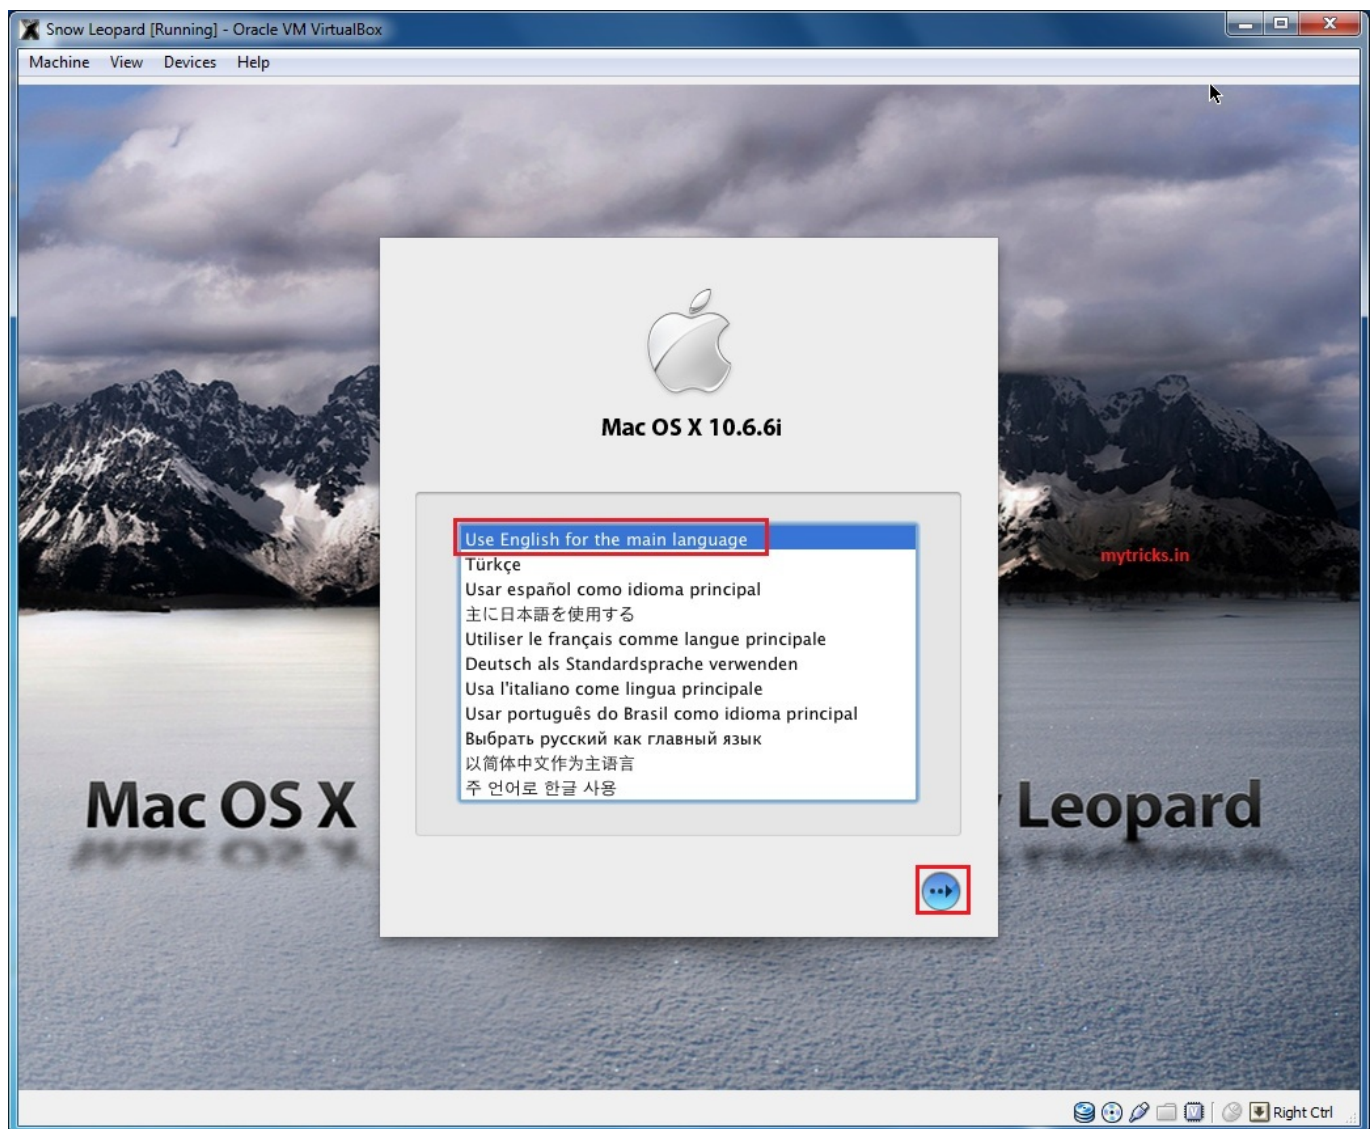 Snow Leopard [Running] - Oracle VM VirtualBox
Machine View Devices Help
Mac OS X 10.6.6i
Use English for the main language
Türkçe
Usar español como idioma principal
主に日本語を使用する
Utiliser le français comme langue principale
Deutsch als Standardsprache verwenden
Usa l'italiano come lingua principale
Usar português do Brasil como idioma principal
Выбрать русский как главный язык
以简体中文作为主语言
주 언어로 한글 사용
mytricks.in
Mac OS X Leopard
Right Ctrl